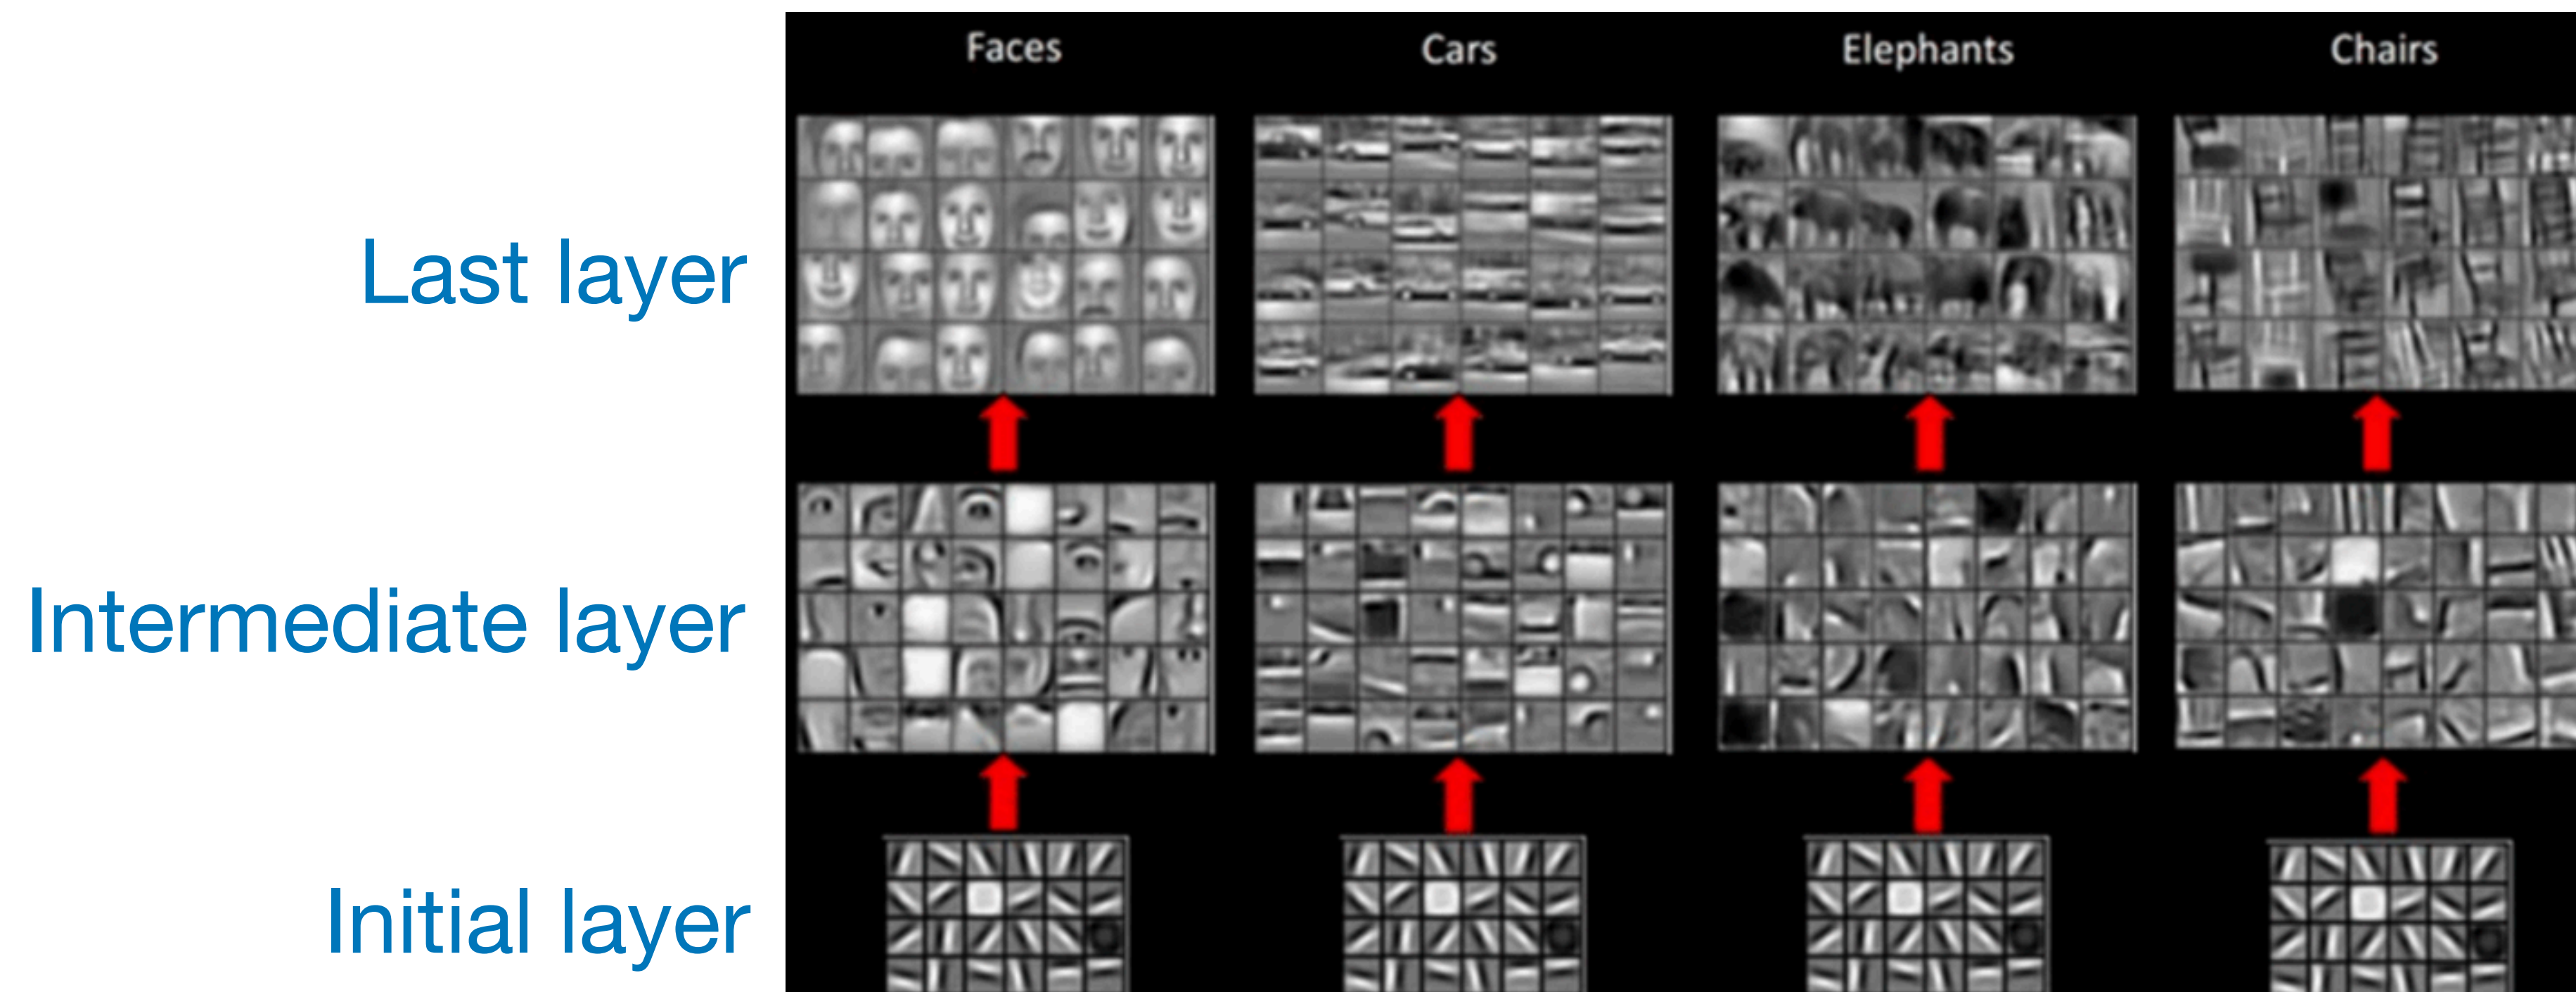 Faces Cars Elephants Chairs
Last layer
Intermediate layer
Initial layer